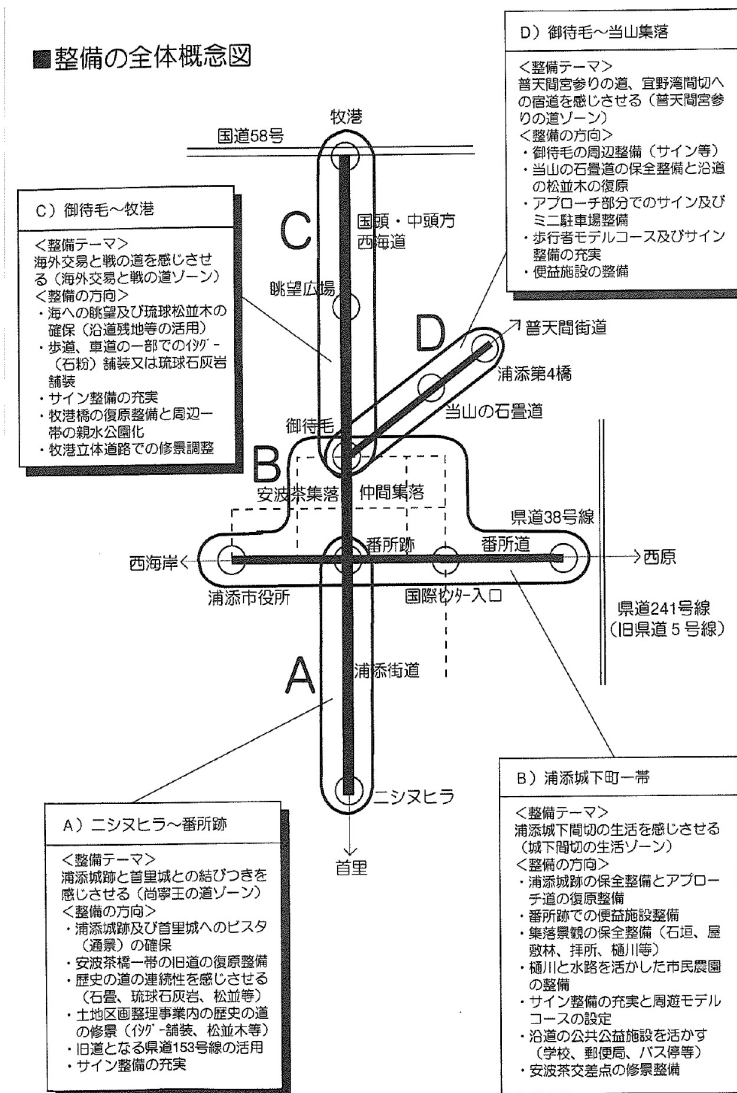 ■整備の全体概念図
D）御待毛～当山集落
＜整備テーマ＞
普天間宮参りの道、宜野湾間切へ
の宿道を感じさせる（普天間宮参
りの道ゾーン）
＜整備の方向＞
・御待毛の周辺整備（サイン等）
・当山の石畳道の保全整備と沿道
の松並木の復原
・アプローチ部分でのサイン及び
ミニ駐車場整備
・歩行者モデルコース及びサイン
整備の充実
・便益施設の整備
牧港
国道58号
C）御待毛～牧港
＜整備テーマ＞
海外交易と戦の道を感じさせ
る（海外交易と戦の道ゾーン）
＜整備の方向＞
・海への眺望及び琉球松並木の
確保（沿道残地等の活用）
・歩道、車道の一部でのｲｼｸﾞｰ
（石粉）舗装又は琉球石灰岩
舗装
・サイン整備の充実
・牧港橋の復原整備と周辺一
帯の親水公園化
・牧港立体道路での修景調整
C
国頭・中頭方
西海道
眺望広場
D
普天間街道
浦添第4橋
当山の石畳道
御待毛
B
安波茶集落
仲間集落
県道38号線
番所跡
番所道
西海岸
西原
浦添市役所
国際ｾﾝﾀｰ入口
県道241号線
（旧県道5号線）
A
浦添街道
ニシヌヒラ
首里
A）ニシヌヒラ～番所跡
＜整備テーマ＞
浦添城跡と首里城との結びつきを
感じさせる（尚寧王の道ゾーン）
＜整備の方向＞
・浦添城跡及び首里城へのビスタ
（通景）の確保
・安波茶橋一帯の旧道の復原整備
・歴史の道の連続性を感じさせる
（石畳、琉球石灰岩、松並等）
・土地区画整理事業内の歴史の道
の修景（ｲｼｸﾞｰ舗装、松並木等）
・旧道となる県道153号線の活用
・サイン整備の充実
B）浦添城下町一帯
＜整備テーマ＞
浦添城下間切の生活を感じさせる
（城下間切の生活ゾーン）
＜整備の方向＞
・浦添城跡の保全整備とアプロー
チ道の復原整備
・番所跡での便益施設整備
・集落景観の保全整備（石垣、屋
敷林、拝所、樋川等）
・樋川と水路を活かした市民農園
の整備
・サイン整備の充実と周遊モデル
コースの設定
・沿道の公共公益施設を活かす
（学校、郵便局、バス停等）
・安波茶交差点の修景整備